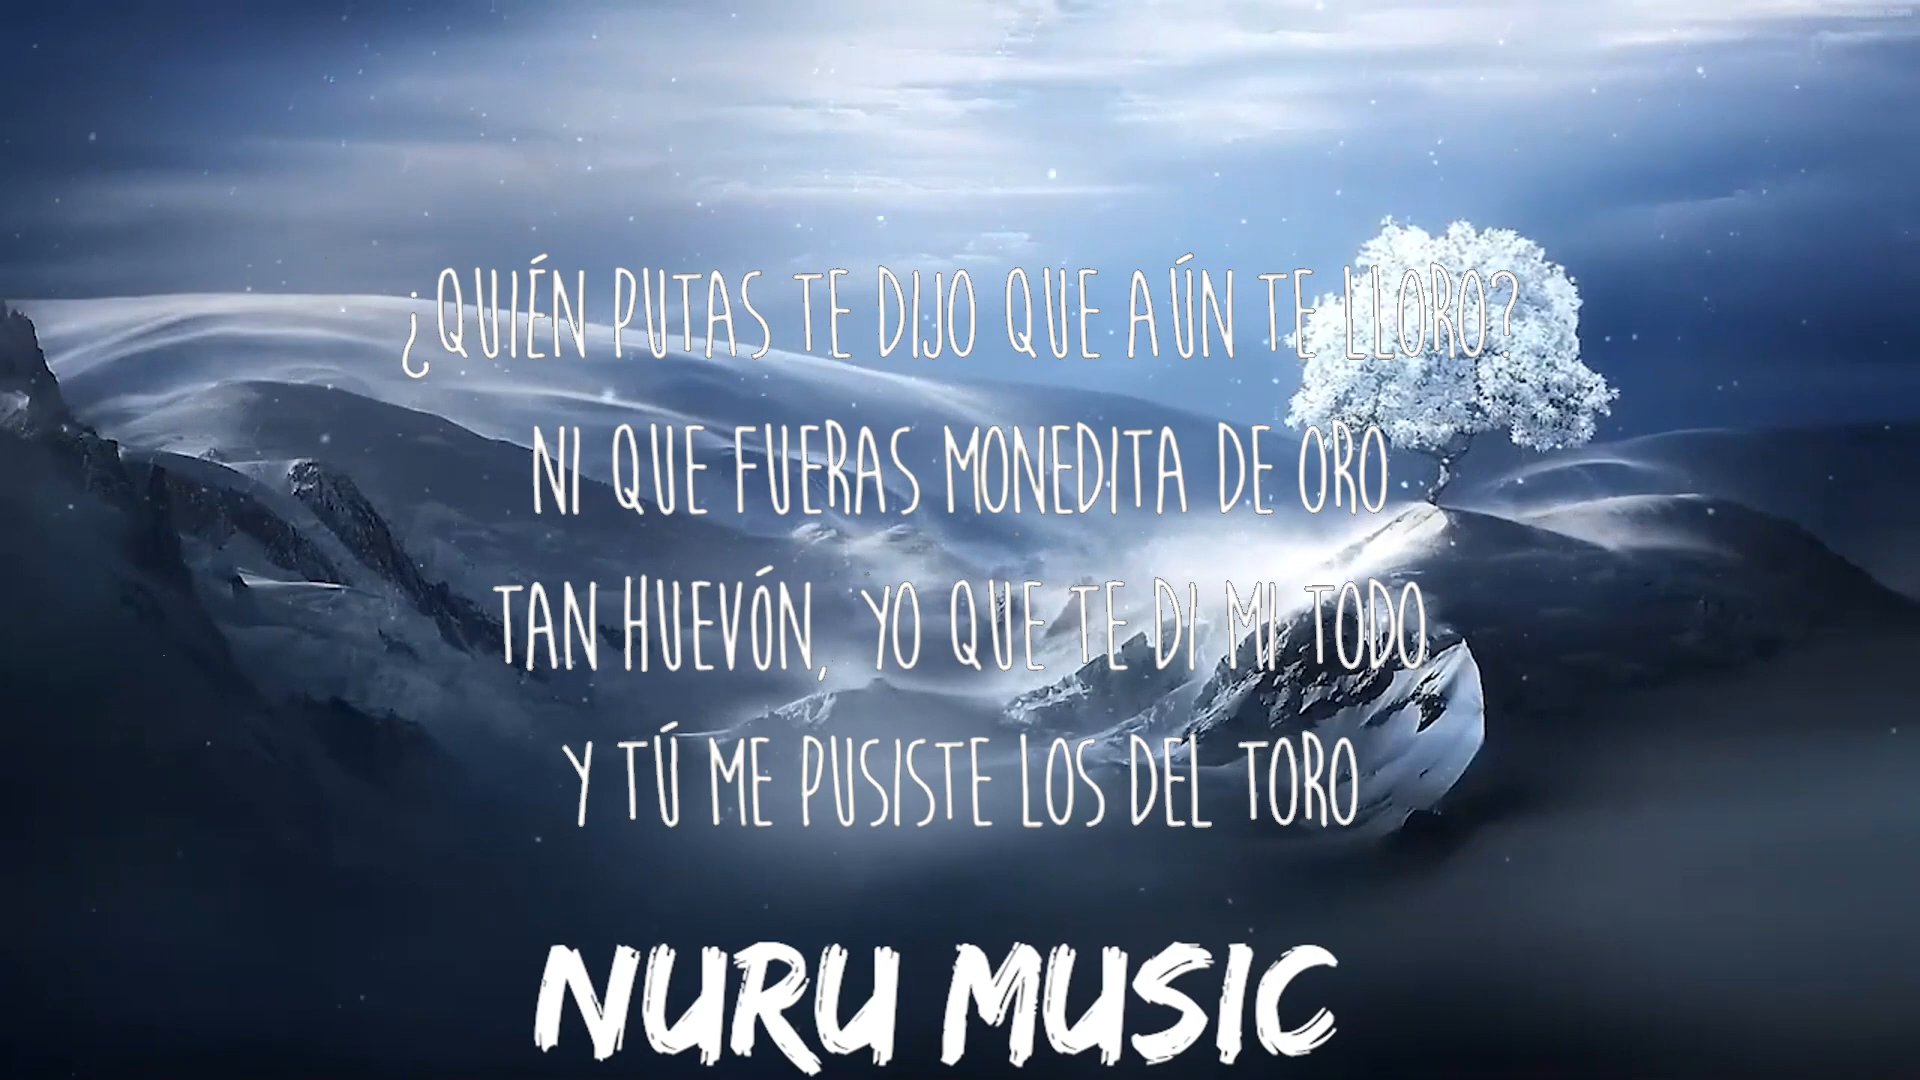 ¿QUIÉN PUTAS TE DIJO QUE AÚN TE LLORO?
NI QUE FUERAS MONEDITA DE ORO
TAN HUEVÓN, YO QUE TE DI MI TODO
Y TÚ ME PUSISTE LOS DEL TORO
NURU MUSIC